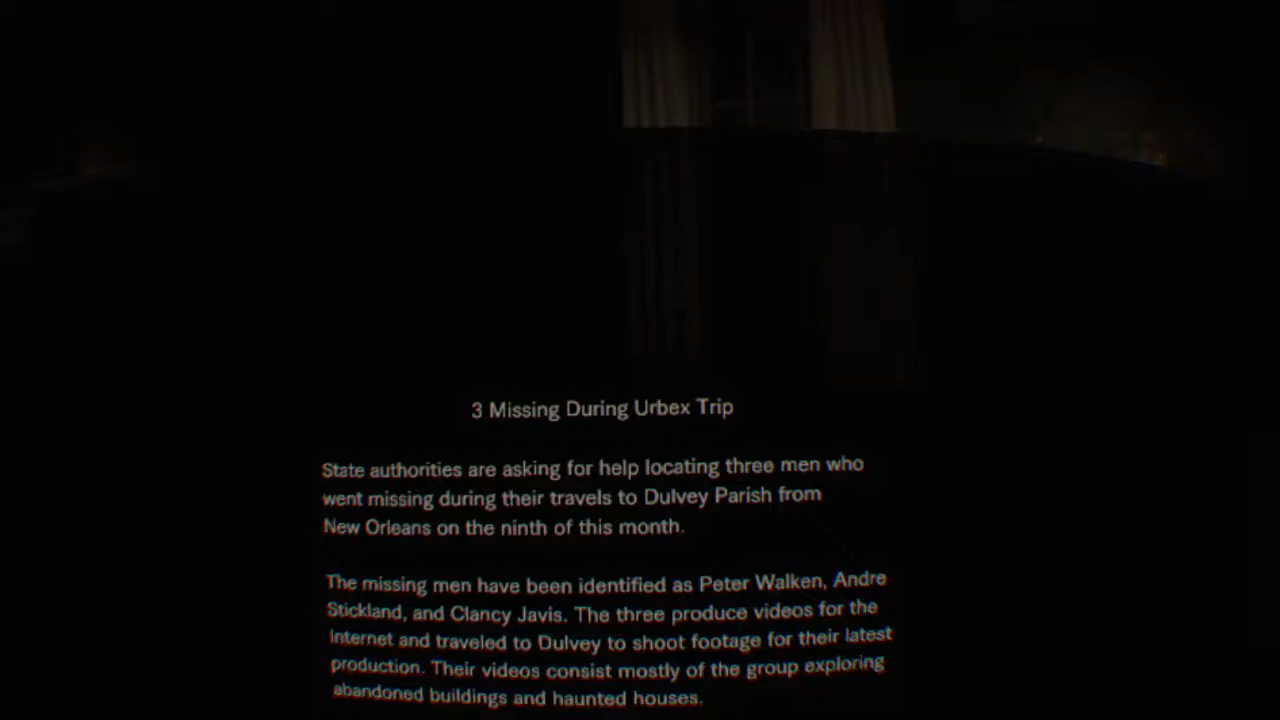 3 Missing During Urbex Trip
State authorities are asking for help locating three men who
went missing during their travels to Dulvey Parish from
New Orleans on the ninth of this month.
The missing men have been identified as Peter Walken, Andre
Stickland, and Clancy Javis. The three produce videos for the
Internet and traveled to Dulvey to shoot footage for their latest
production. Their videos consist mostly of the group exploring
abandoned buildings and haunted houses.